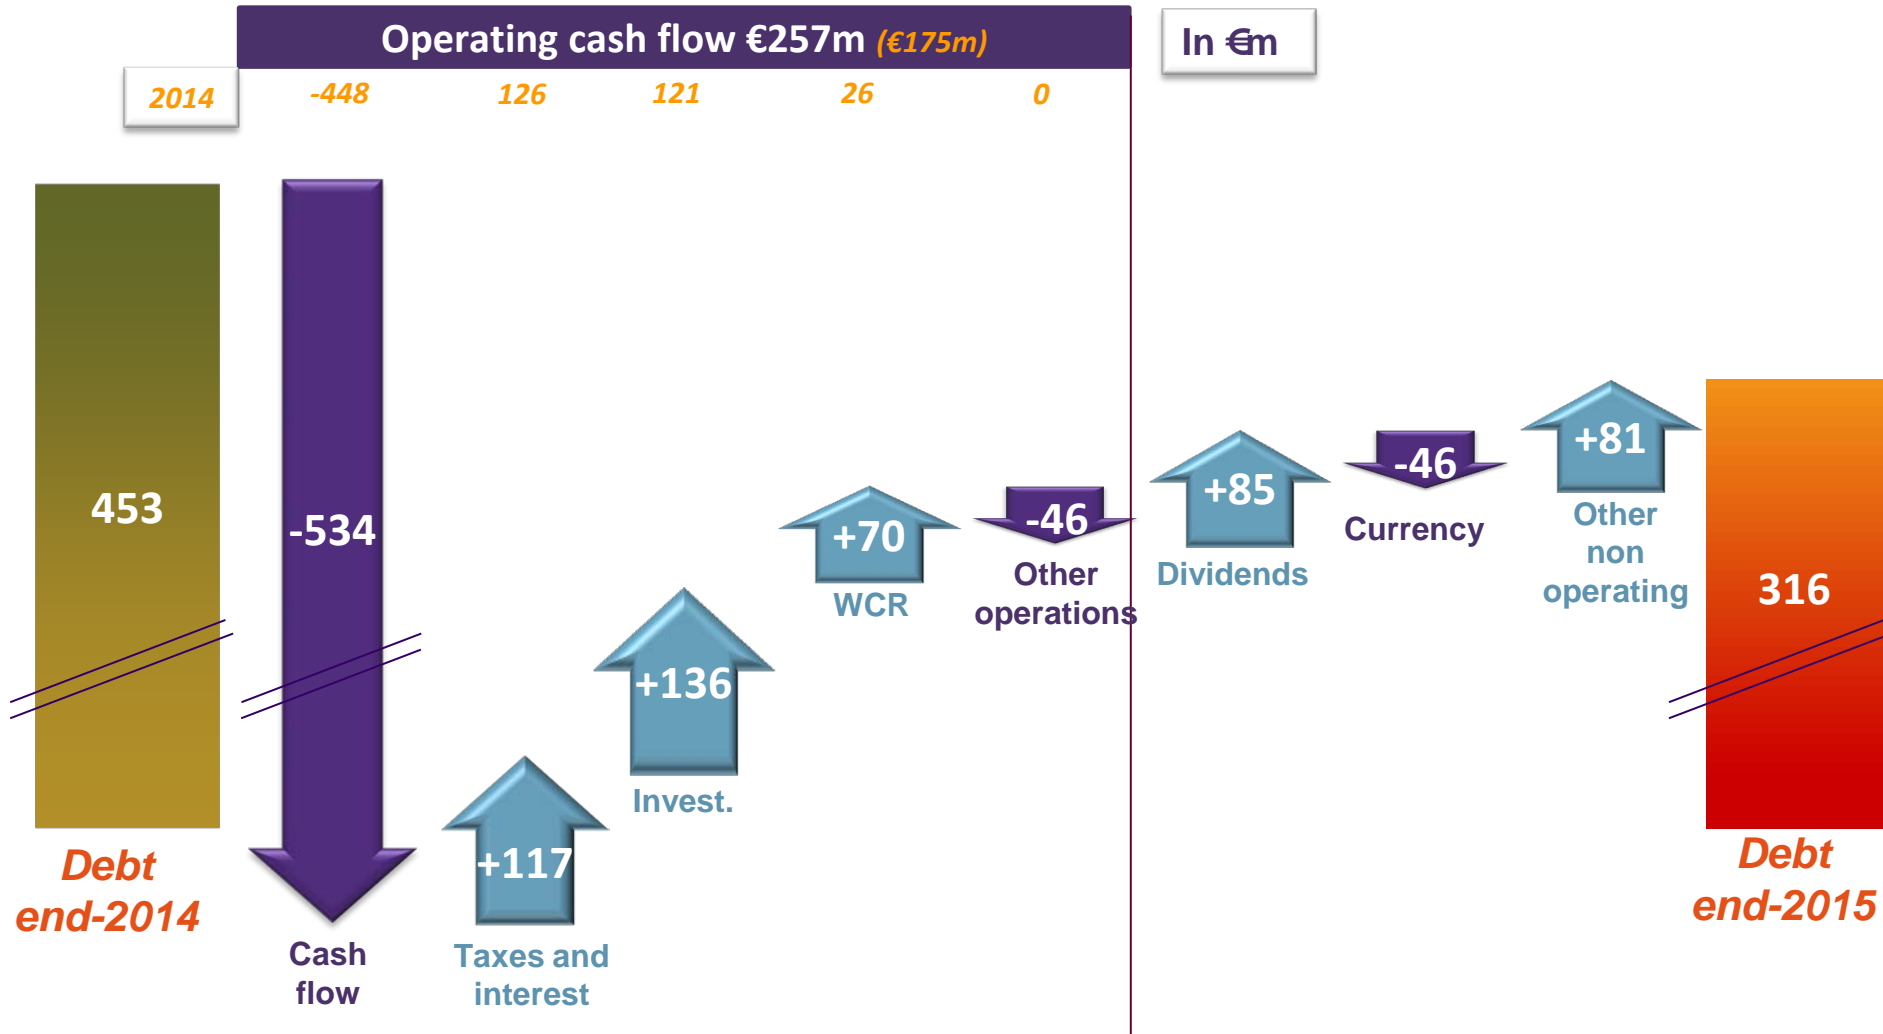 Operating cash flow €257m (€175m)
In €m
2014 -448 126 121 26 0
453
-534
+117
+136
+70
-46
+85
-46
+81
316
Debt
end-2014
Cash
flow
Taxes and
interest
Invest.
WCR
Other
operations
Dividends
Currency
Other
non
operating
Debt
end-2015